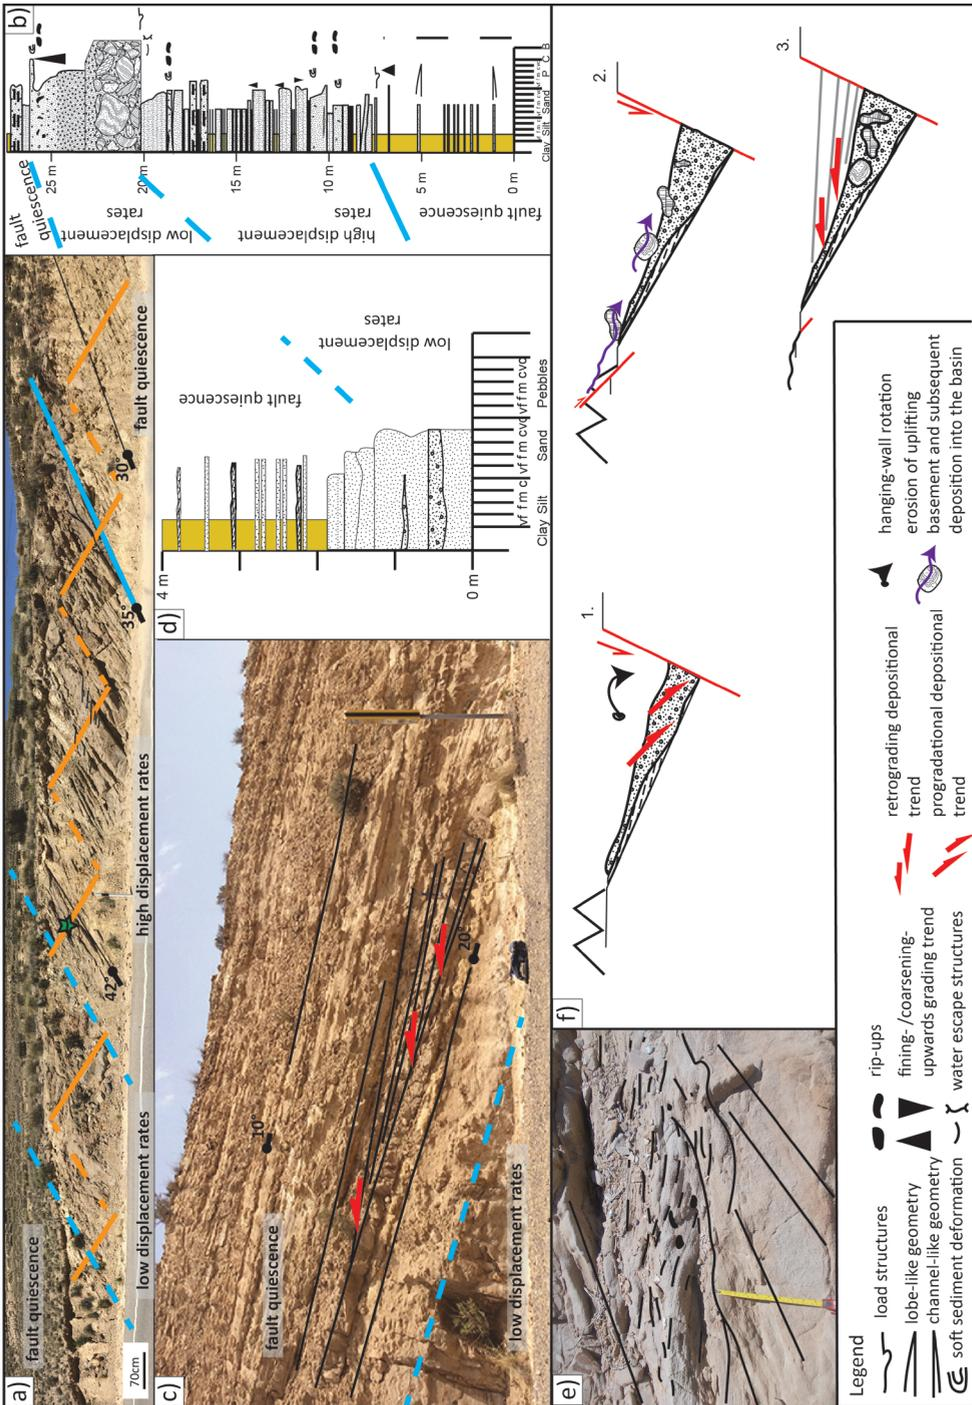 a)
fault quiescence
low displacement rates
high displacement rates
fault quiescence
42°
35°
30°
70cm
b)
25 m
20 m
15 m
10 m
5 m
0 m
fault
quiescence
low displacement
rates
high displacement
rates
fault quiescence
Clay
Silt
Sand
P
C
B
c)
fault quiescence
low displacement rates
10°
20°
d)
4 m
0 m
fault quiescence
low displacement
rates
Clay
Silt
Sand
Pebbles
vf f m c vf f m cvc vf f m cvc
e)
f)
1.
2.
3.
Legend
load structures
lobe-like geometry
channel-like geometry
soft sediment deformation
rip-ups
fining- /coarsening-
upwards grading trend
water escape structures
retrograding depositional
trend
progradational depositional
trend
hanging-wall rotation
erosion of uplifting
basement and subsequent
deposition into the basin